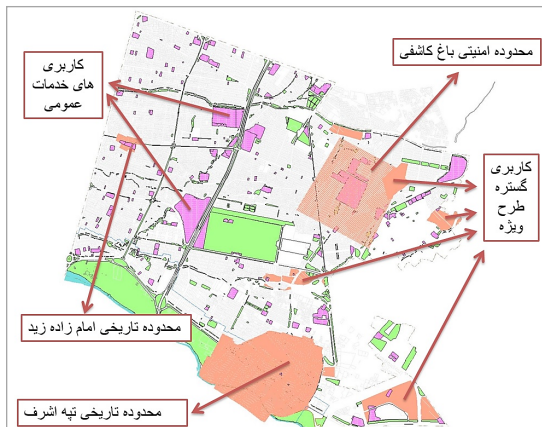 محدوده امنیتی باغ کاشفی
کاربری
های خدمات
عمومی
کاربری
گستره
طرح
ویژه
محدوده تاریخی امام زاده زید
محدوده تاریخی تپه اشرف